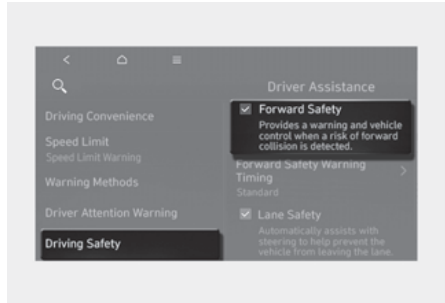 Driver Assistance
Driving Convenience
Speed Limit
Speed Limit Warning
Warning Methods
Driver Attention Warning
Driving Safety
Forward Safety
Provides a warning and vehicle
control when a risk of forward
collision is detected.
Forward Safety Warning
Timing
Standard
Lane Safety
Automatically assists with
steering to help prevent the
vehicle from leaving the lane.